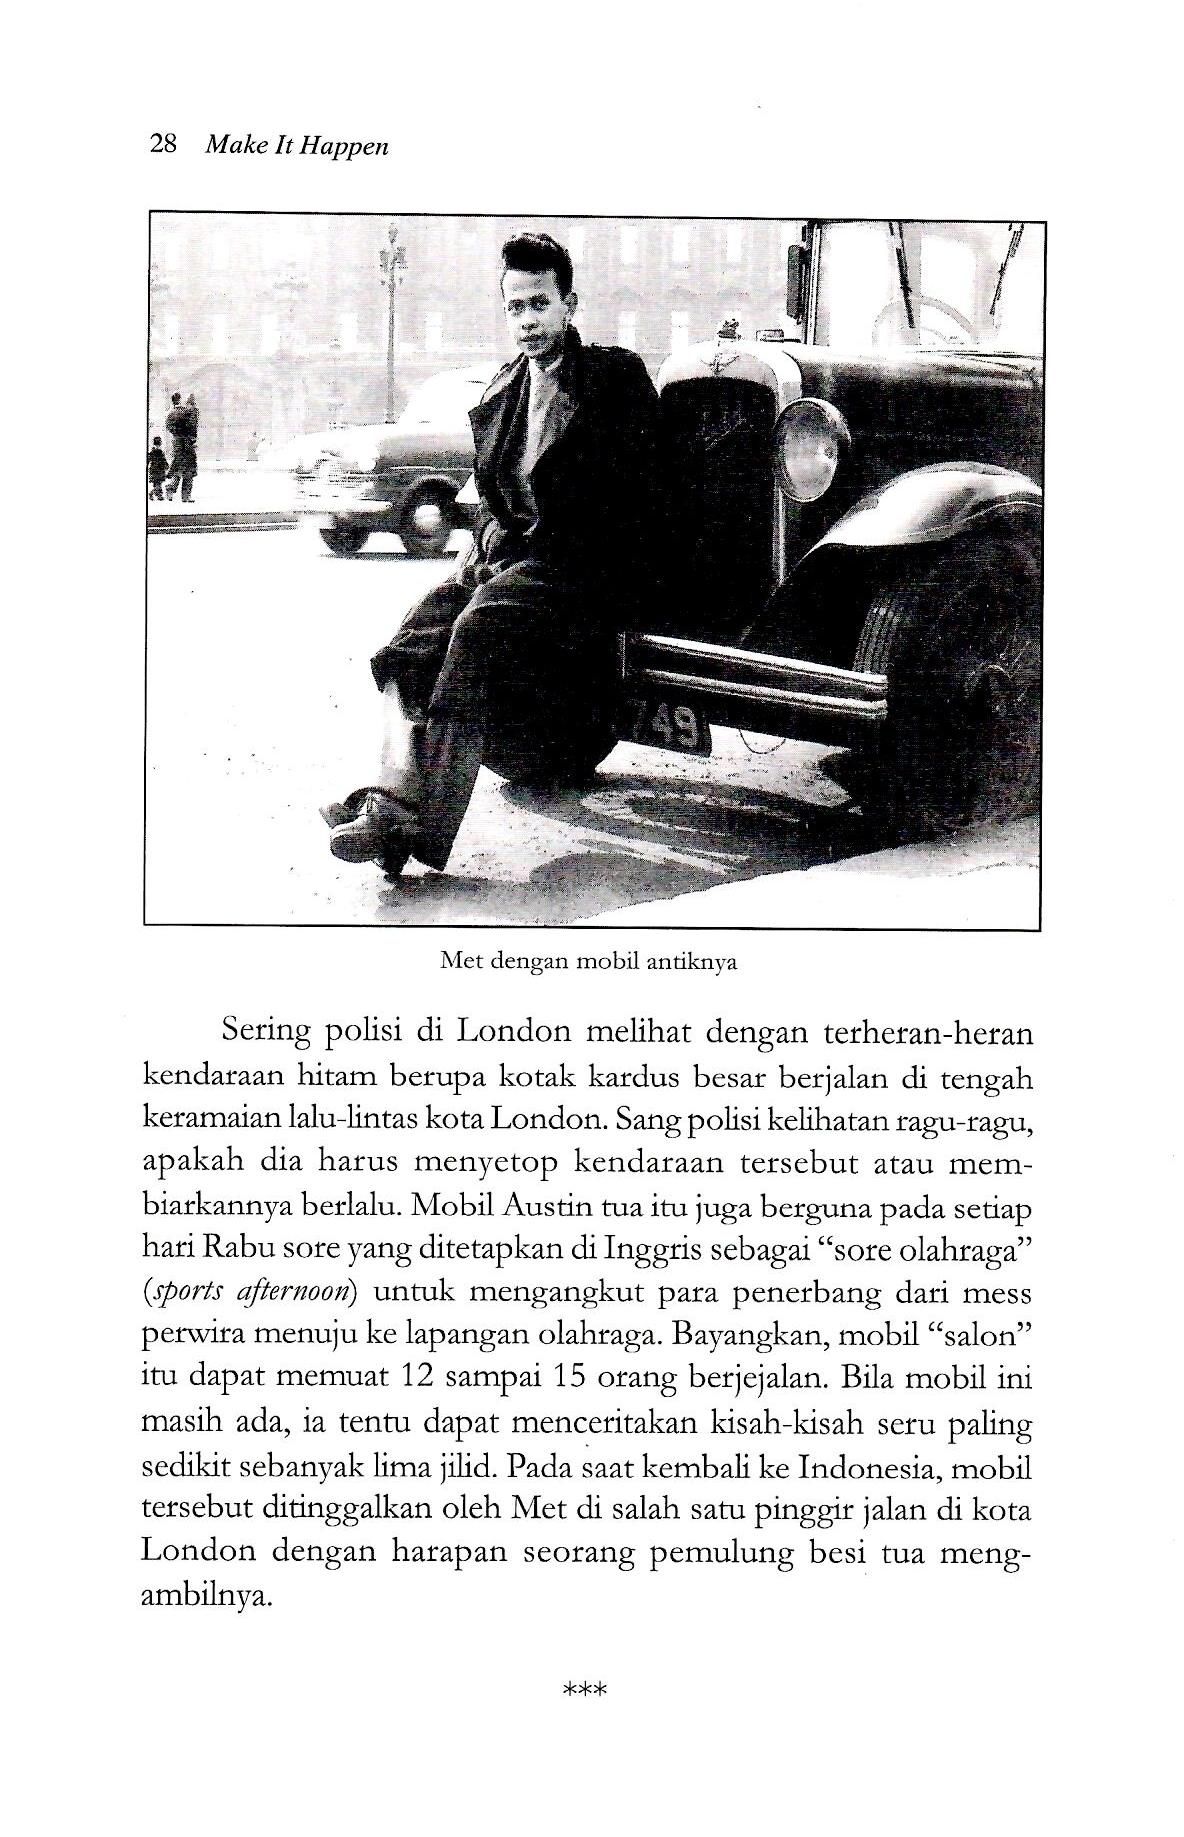 28 Make It Happen
749
Met dengan mobil antiknya
Sering polisi di London melihat dengan terheran-heran
kendaraan hitam berupa kotak kardus besar berjalan di tengah
keramaian lalu-lintas kota London. Sang polisi kelihatan ragu-ragu,
apakah dia harus menyetop kendaraan tersebut atau mem-
biarkannya berlalu. Mobil Austin tua itu juga berguna pada setiap
hari Rabu sore yang ditetapkan di Inggris sebagai “sore olahraga”
(sports afternoon) untuk mengangkut para penerbang dari mess
perwira menuju ke lapangan olahraga. Bayangkan, mobil “salon”
itu dapat memuat 12 sampai 15 orang berjejalan. Bila mobil ini
masih ada, ia tentu dapat menceritakan kisah-kisah seru paling
sedikit sebanyak lima jilid. Pada saat kembali ke Indonesia, mobil
tersebut ditinggalkan oleh Met di salah satu pinggir jalan di kota
London dengan harapan seorang pemulung besi tua meng-
ambilnya.
***